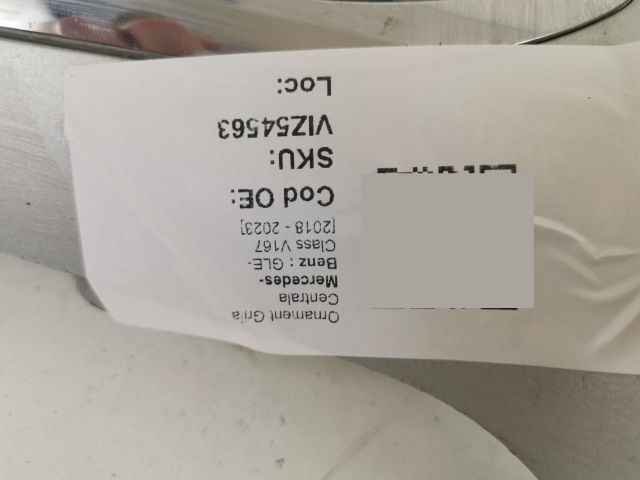 Ornament Grila
Centrala
Mercedes-
Benz : GLE-
Class V167
[2018 - 2023]
Cod OE:
SKU:
VIZ54563
Loc: